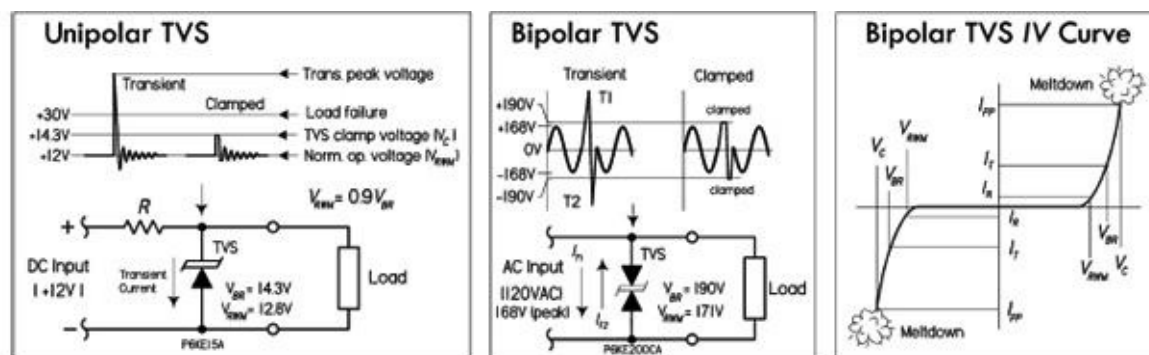 Unipolar TVS
Transient
Trans. peak voltage
+30V
Clamped
Load failure
+14.3V
TVS clamp voltage (V_C)
+12V
Norm. op. voltage (V_RWM)
V_RWM = 0.9V_BR
+
R
TVS
DC Input
(+12V)
Transient
Current
V_BR = 14.3V
V_RWM = 12.8V
Load
−
P6KE15A
Bipolar TVS
Transient
Clamped
T1
+190V
clamped
+168V
0V
−168V
−190V
clamped
T2
I_T1
TVS
AC Input
(120VAC)
168V (peak)
I_T2
V_BR = 190V
V_RWM = 171V
Load
P6KE200CA
Bipolar TVS IV Curve
Meltdown
I_PP
V_C
V_BR
V_RWM
I_T
I_R
I_R
I_T
V_RWM
V_BR
V_C
I_PP
Meltdown